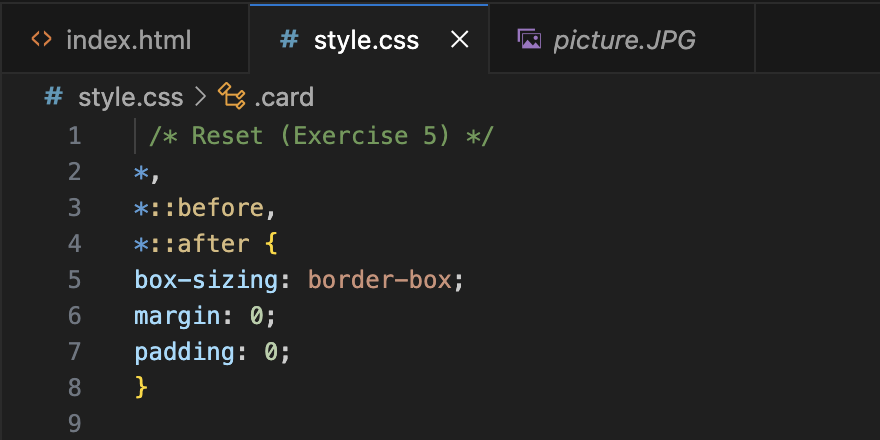 index.html style.css picture.JPG
# style.css > .card
1 /* Reset (Exercise 5) */
2 *,
3 *::before,
4 *::after {
5 box-sizing: border-box;
6 margin: 0;
7 padding: 0;
8 }
9